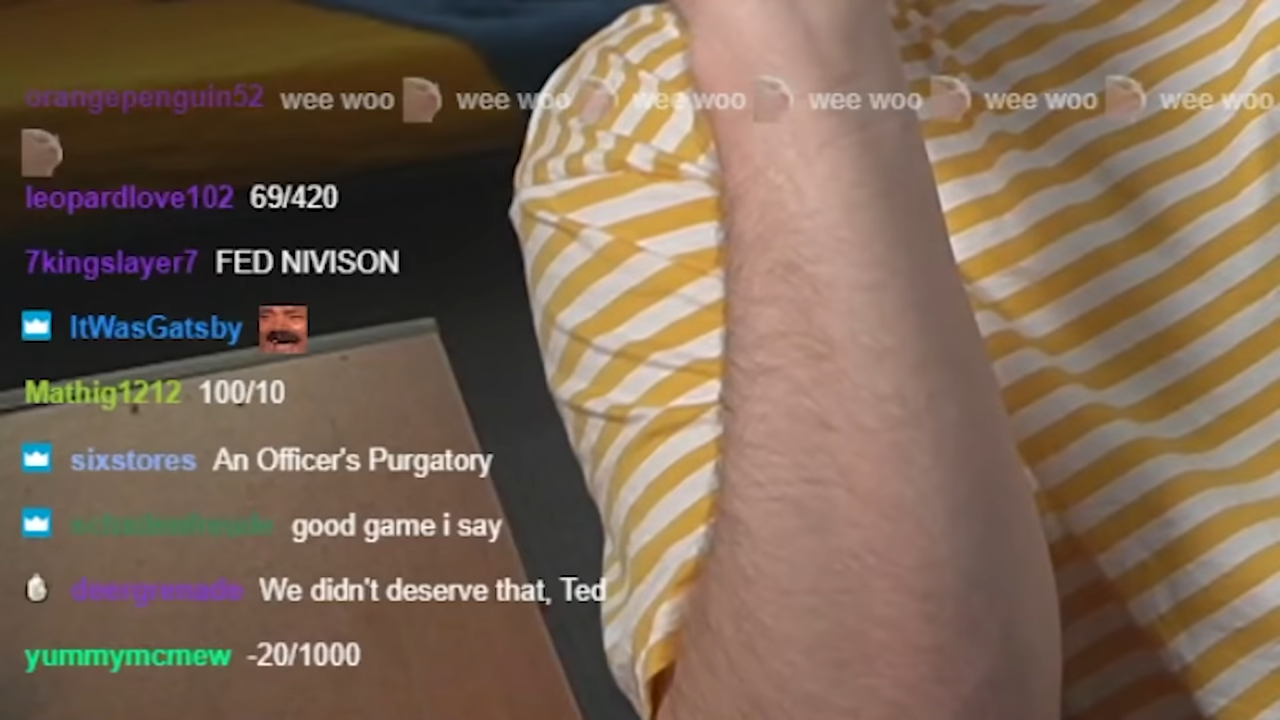 orangepenguin52 wee woo wee woo wee woo wee woo wee woo wee woo
leopardlove102 69/420
7kingslayer7 FED NIVISON
ItWasGatsby
Mathig1212 100/10
sixstores An Officer's Purgatory
schadenfreude good game i say
deergrenade We didn't deserve that, Ted
yummymcmew -20/1000